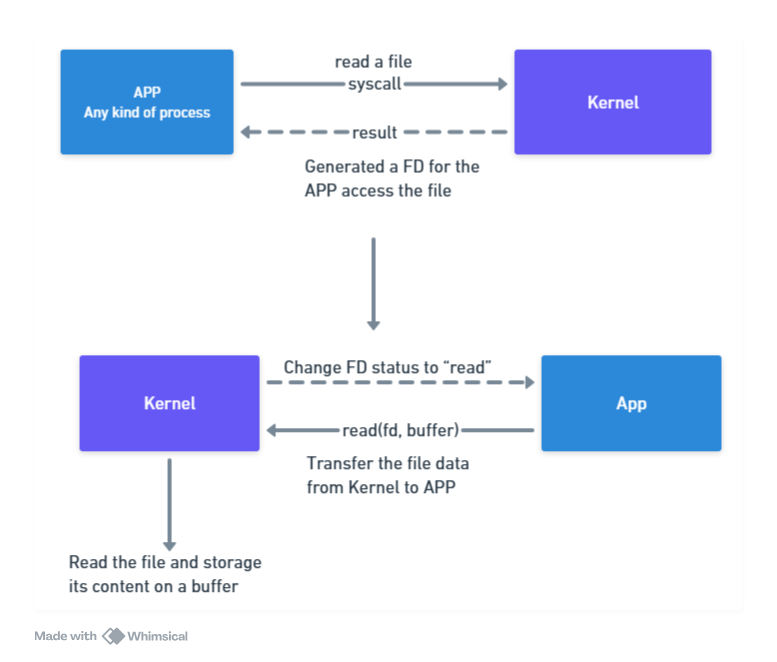 read a file
syscall
APP
Any kind of process
Kernel
result
Generated a FD for the
APP access the file
Change FD status to “read”
Kernel
App
read(fd, buffer)
Transfer the file data
from Kernel to APP
Read the file and storage
its content on a buffer
Made with Whimsical